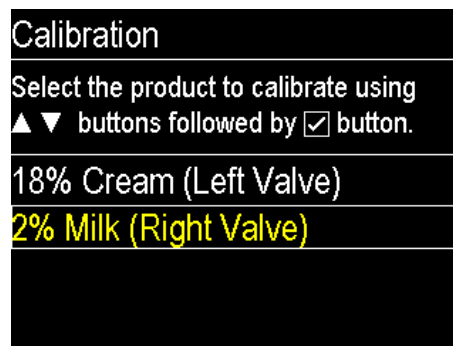 Calibration
Select the product to calibrate using
▲ ▼ buttons followed by ☑ button.
18% Cream (Left Valve)
2% Milk (Right Valve)